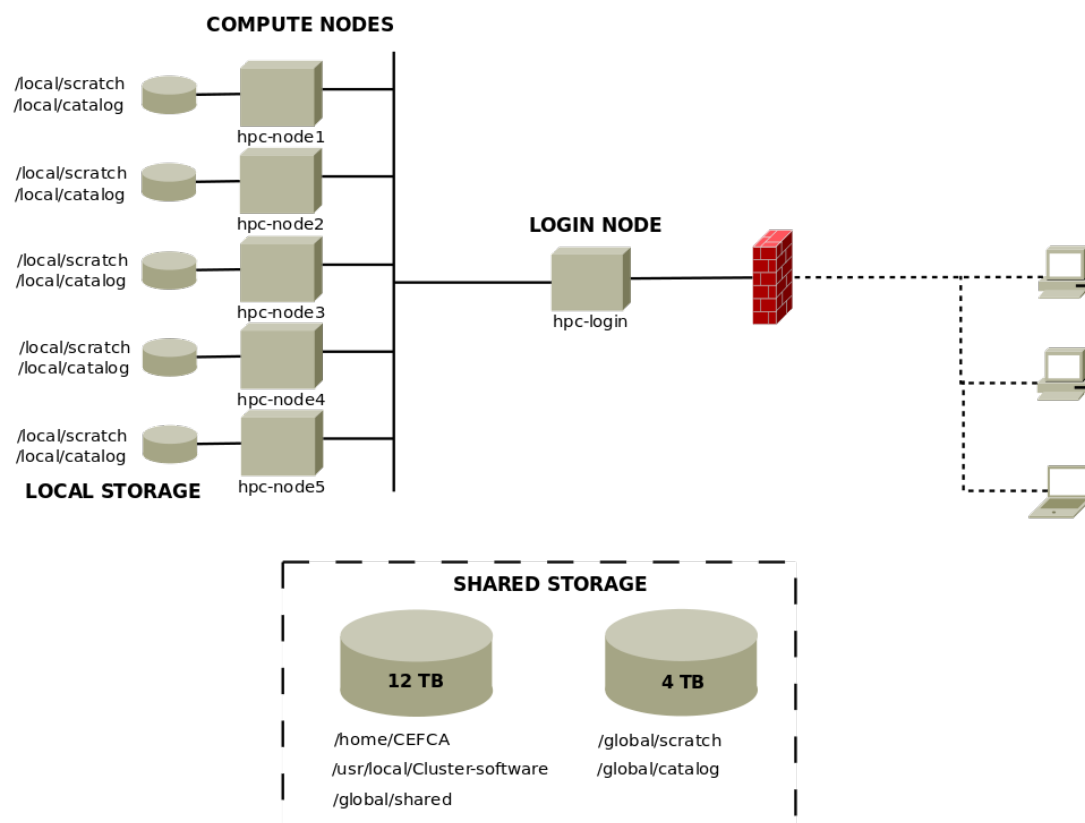 COMPUTE NODES
/local/scratch
/local/catalog
hpc-node1
/local/scratch
/local/catalog
hpc-node2
/local/scratch
/local/catalog
hpc-node3
/local/scratch
/local/catalog
hpc-node4
/local/scratch
/local/catalog
hpc-node5
LOCAL STORAGE
LOGIN NODE
hpc-login
SHARED STORAGE
12 TB
/home/CEFCA
/usr/local/Cluster-software
/global/shared
4 TB
/global/scratch
/global/catalog